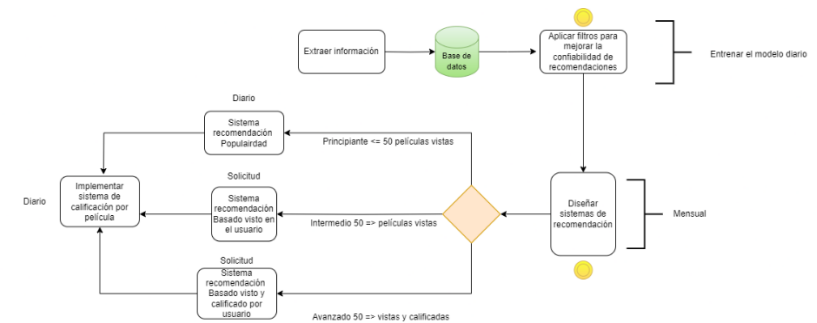 Extraer información
Base de
datos
Aplicar filtros para
mejorar la
confiabilidad de
recomendaciones
Entrenar el modelo diario
Diario
Sistema
recomendación
Populairdad
Principiante <= 50 películas vistas
Diario
Implementar
sistema de
calificación por
película
Solicitud
Sistema
recomendación
Basado visto en
el usuario
Intermedio 50 => películas vistas
Diseñar
sistemas de
recomendación
Mensual
Solicitud
Sistema
recomendación
Basado visto y
calificado por
usuario
Avanzado 50 => vistas y calificadas